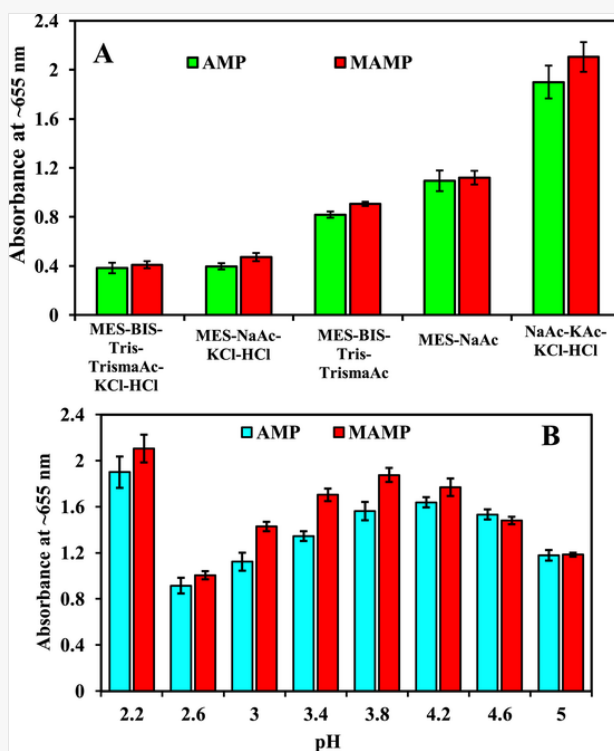 A
AMP MAMP
Absorbance at ~655 nm
2.4
2
1.6
1.2
0.8
0.4
0
MES-BIS-
Tris-
TrismaAc-
KCl-HCl
MES-NaAc-
KCl-HCl
MES-BIS-
Tris-
TrismaAc
MES-NaAc
NaAc-KAc-
KCl-HCl
B
AMP MAMP
Absorbance at ~655 nm
2.4
2
1.6
1.2
0.8
0.4
0
2.2 2.6 3 3.4 3.8 4.2 4.6 5
pH